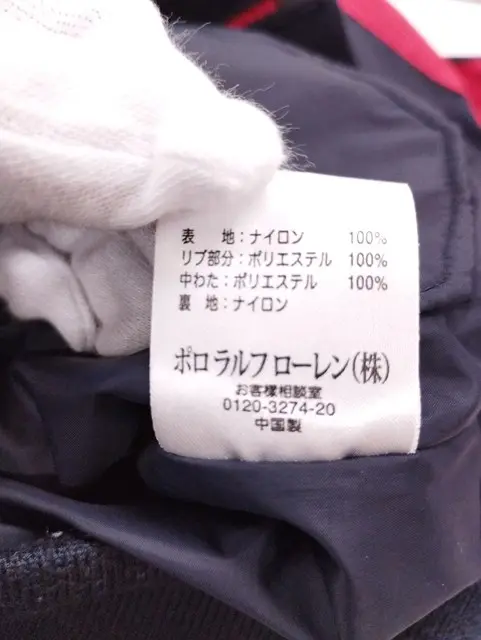 表　地：ナイロン　100%
リブ部分：ポリエステル　100%
中わた：ポリエステル　100%
裏　地：ナイロン
ポロ ラルフ ローレン(株)
お客様相談室
0120-3274-20
中国製